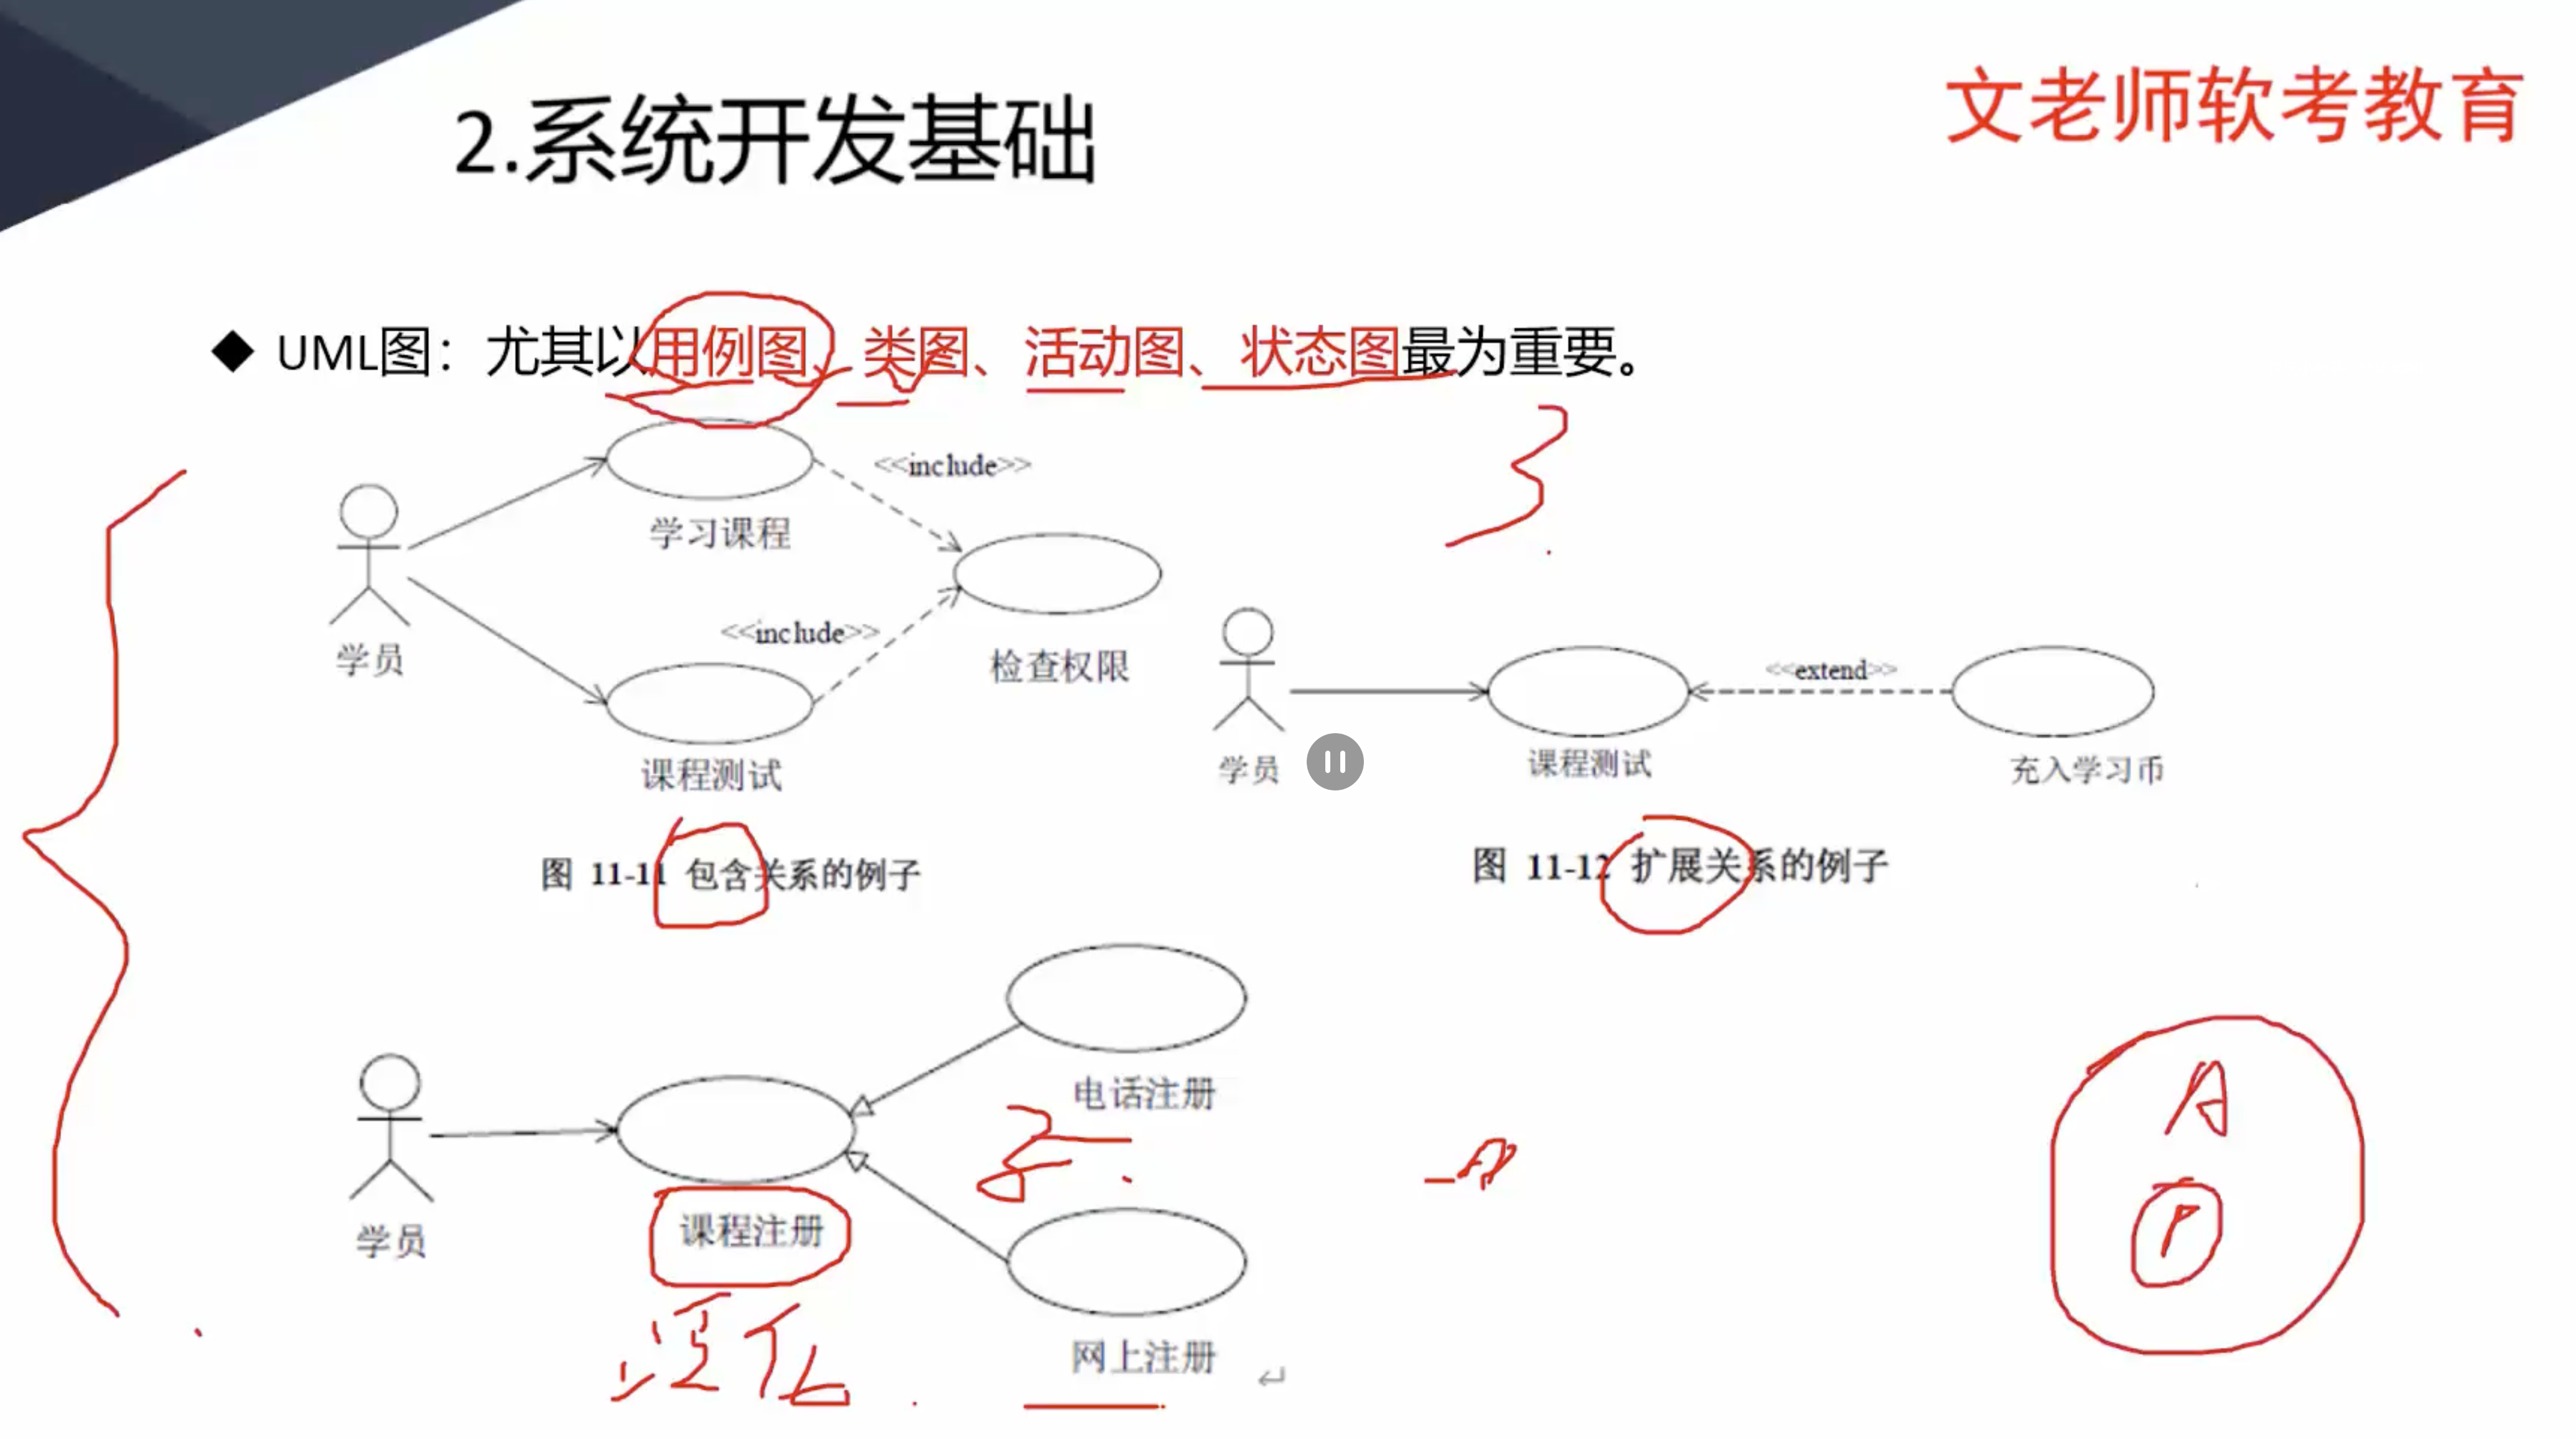 2.系统开发基础
文老师软考教育
◆ UML图：尤其以用例图、类图、活动图、状态图最为重要。
<<include>>
学习课程
<<include>>
检查权限
学员
课程测试
<<extend>>
学员
课程测试
充入学习币
图 11-11 包含关系的例子
图 11-12 扩展关系的例子
电话注册
A
学员
课程注册
网上注册